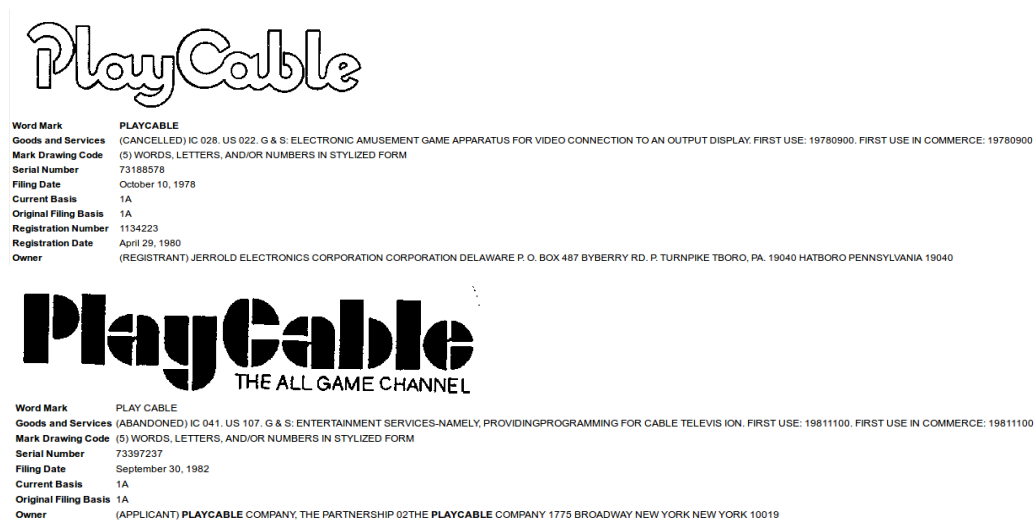 PlayCable
Word Mark PLAYCABLE
Goods and Services (CANCELLED) IC 028. US 022. G & S: ELECTRONIC AMUSEMENT GAME APPARATUS FOR VIDEO CONNECTION TO AN OUTPUT DISPLAY. FIRST USE: 19780900. FIRST USE IN COMMERCE: 19780900
Mark Drawing Code (5) WORDS, LETTERS, AND/OR NUMBERS IN STYLIZED FORM
Serial Number 73188578
Filing Date October 10, 1978
Current Basis 1A
Original Filing Basis 1A
Registration Number 1134223
Registration Date April 29, 1980
Owner (REGISTRANT) JERROLD ELECTRONICS CORPORATION CORPORATION DELAWARE P. O. BOX 487 BYBERRY RD. P. TURNPIKE TBORO, PA. 19040 HATBORO PENNSYLVANIA 19040
PlayCable
THE ALL GAME CHANNEL
Word Mark PLAY CABLE
Goods and Services (ABANDONED) IC 041. US 107. G & S: ENTERTAINMENT SERVICES-NAMELY, PROVIDINGPROGRAMMING FOR CABLE TELEVIS ION. FIRST USE: 19811100. FIRST USE IN COMMERCE: 19811100
Mark Drawing Code (5) WORDS, LETTERS, AND/OR NUMBERS IN STYLIZED FORM
Serial Number 73397237
Filing Date September 30, 1982
Current Basis 1A
Original Filing Basis 1A
Owner (APPLICANT) PLAYCABLE COMPANY, THE PARTNERSHIP 02THE PLAYCABLE COMPANY 1775 BROADWAY NEW YORK NEW YORK 10019